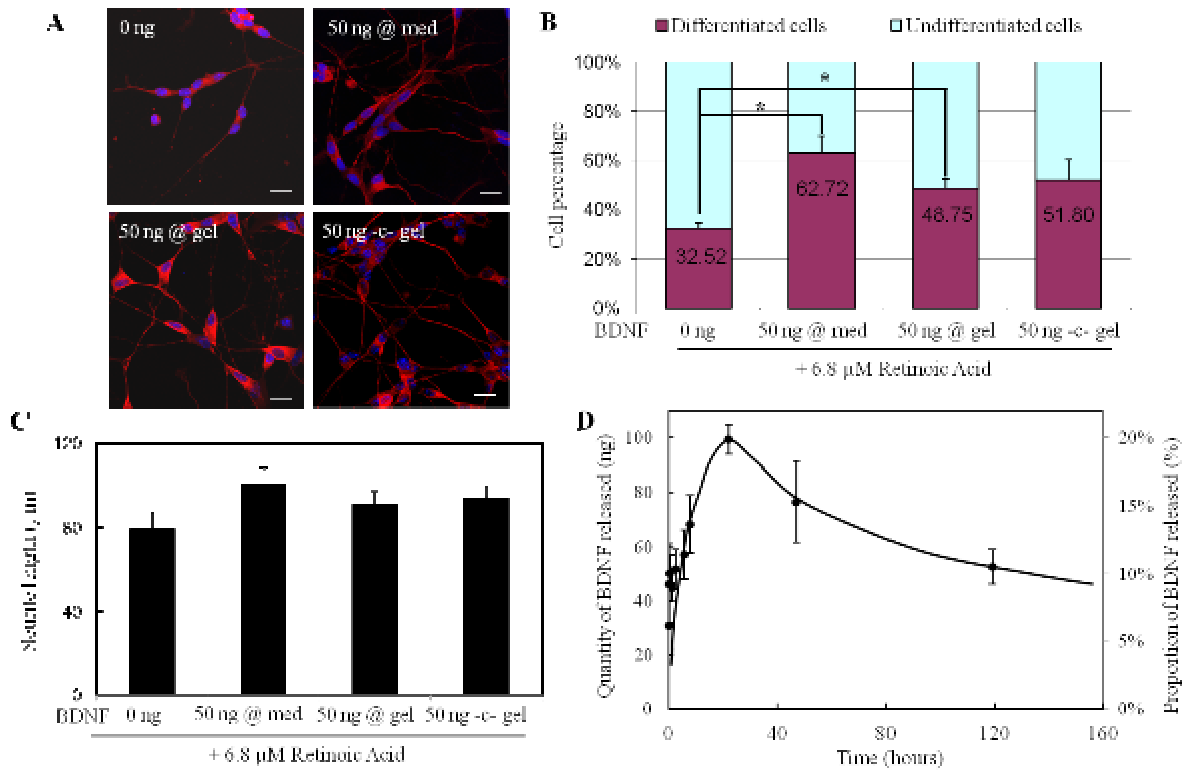 A
0 ng
50 ng @ med
50 ng @ gel
50 ng -c- gel
B
Differentiated cells
Undifferentiated cells
100%
80%
60%
40%
20%
0%
Cell percentage
*
*
32.52
62.72
48.75
51.80
BDNF
0 ng
50 ng @ med
50 ng @ gel
50 ng -c- gel
+ 6.8 µM Retinoic Acid
C
120
80
40
0
BDNF
0 ng
50 ng @ med
50 ng @ gel
50 ng -c- gel
+ 6.8 µM Retinoic Acid
D
Quantity of BDNF released (ng)
100
80
60
40
20
0
20%
15%
10%
5%
0%
Proportion of BDNF released (%)
0
40
80
120
160
Time (hours)